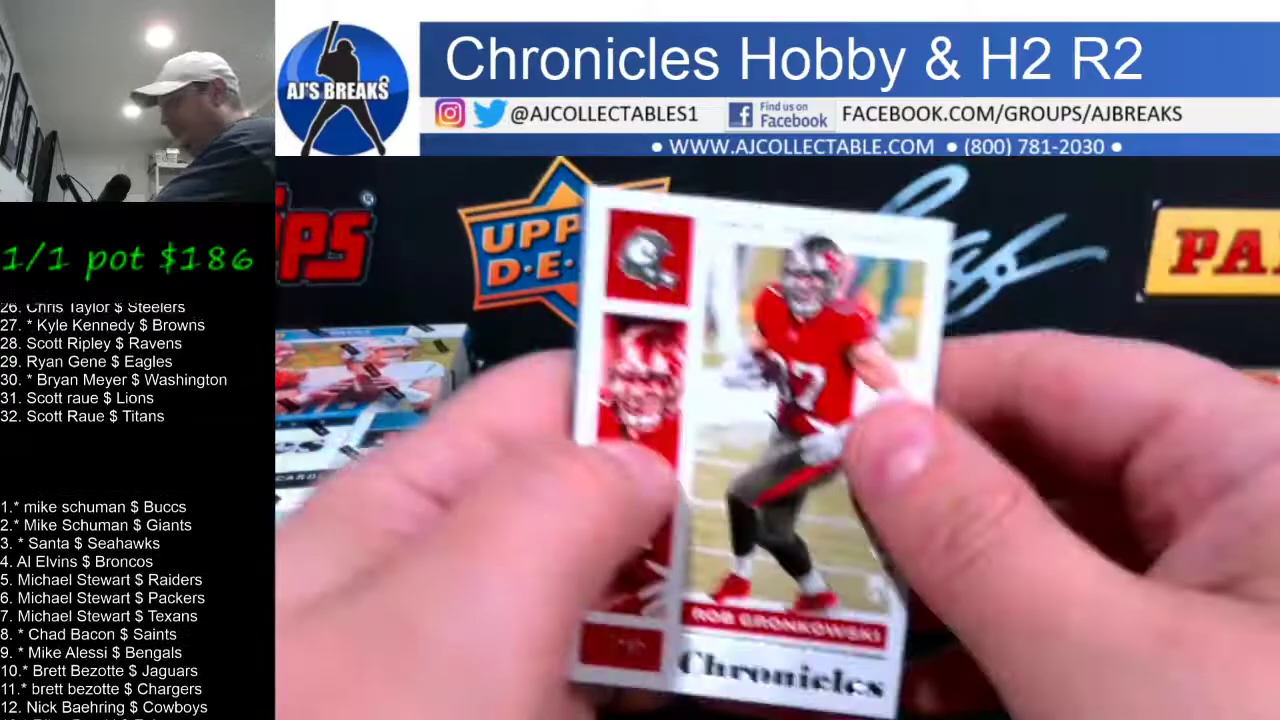 Chronicles Hobby & H2 R2
AJ'S BREAKS
@AJCOLLECTABLES1
Find us on
Facebook
FACEBOOK.COM/GROUPS/AJBREAKS
• WWW.AJCOLLECTABLE.COM • (800) 781-2030 •
1/1 pot $186
26. Chris Taylor $ Steelers
27. * Kyle Kennedy $ Browns
28. Scott Ripley $ Ravens
29. Ryan Gene $ Eagles
30. * Bryan Meyer $ Washington
31. Scott raue $ Lions
32. Scott Raue $ Titans
1.* mike schuman $ Buccs
2.* Mike Schuman $ Giants
3. * Santa $ Seahawks
4. Al Elvins $ Broncos
5. Michael Stewart $ Raiders
6. Michael Stewart $ Packers
7. Michael Stewart $ Texans
8. * Chad Bacon $ Saints
9. * Mike Alessi $ Bengals
10.* Brett Bezotte $ Jaguars
11.* brett bezotte $ Chargers
12. Nick Baehring $ Cowboys
UPP
D.E.
PA
ROB GRONKOWSKI
Chronicles